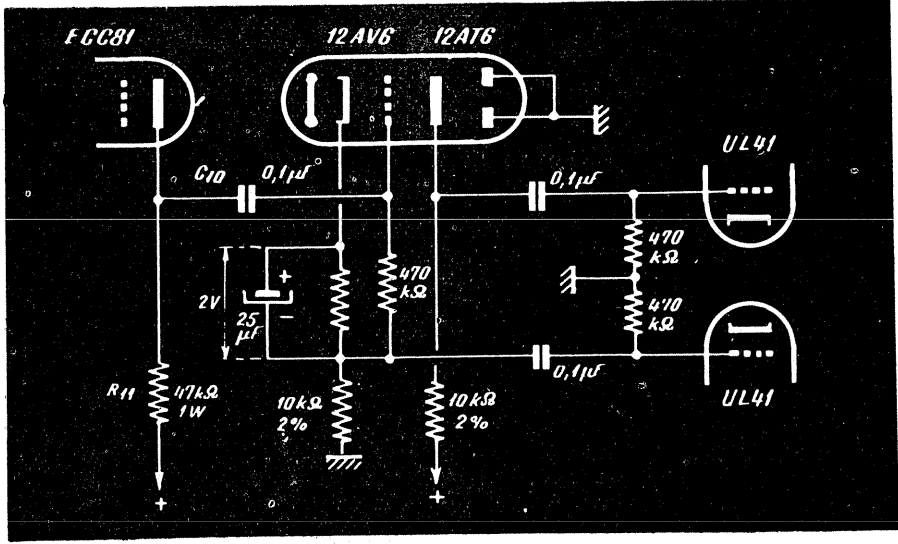 ECC81
12AV6 12AT6
UL41
C10 0,1µF
0,1µF
470
kΩ
470
kΩ
2V
+
25
µF
−
470
kΩ
0,1µF
R11
47kΩ
1W
10kΩ
2%
10kΩ
2%
UL41
+
+